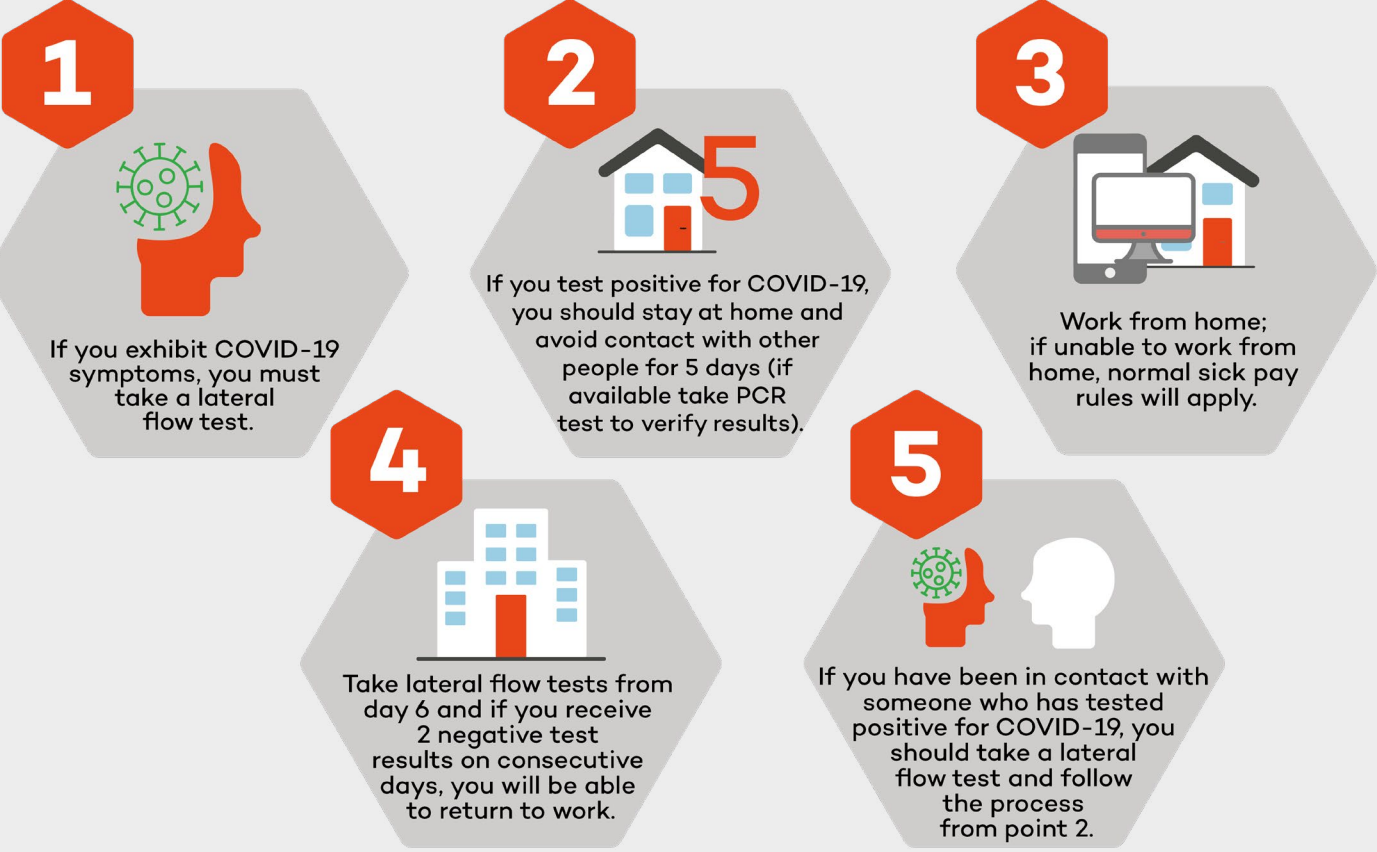 1
If you exhibit COVID-19
symptoms, you must
take a lateral
flow test.
2
5
If you test positive for COVID-19,
you should stay at home and
avoid contact with other
people for 5 days (if
available take PCR
test to verify results).
3
Work from home;
if unable to work from
home, normal sick pay
rules will apply.
4
Take lateral flow tests from
day 6 and if you receive
2 negative test
results on consecutive
days, you will be able
to return to work.
5
If you have been in contact with
someone who has tested
positive for COVID-19, you
should take a lateral
flow test and follow
the process
from point 2.